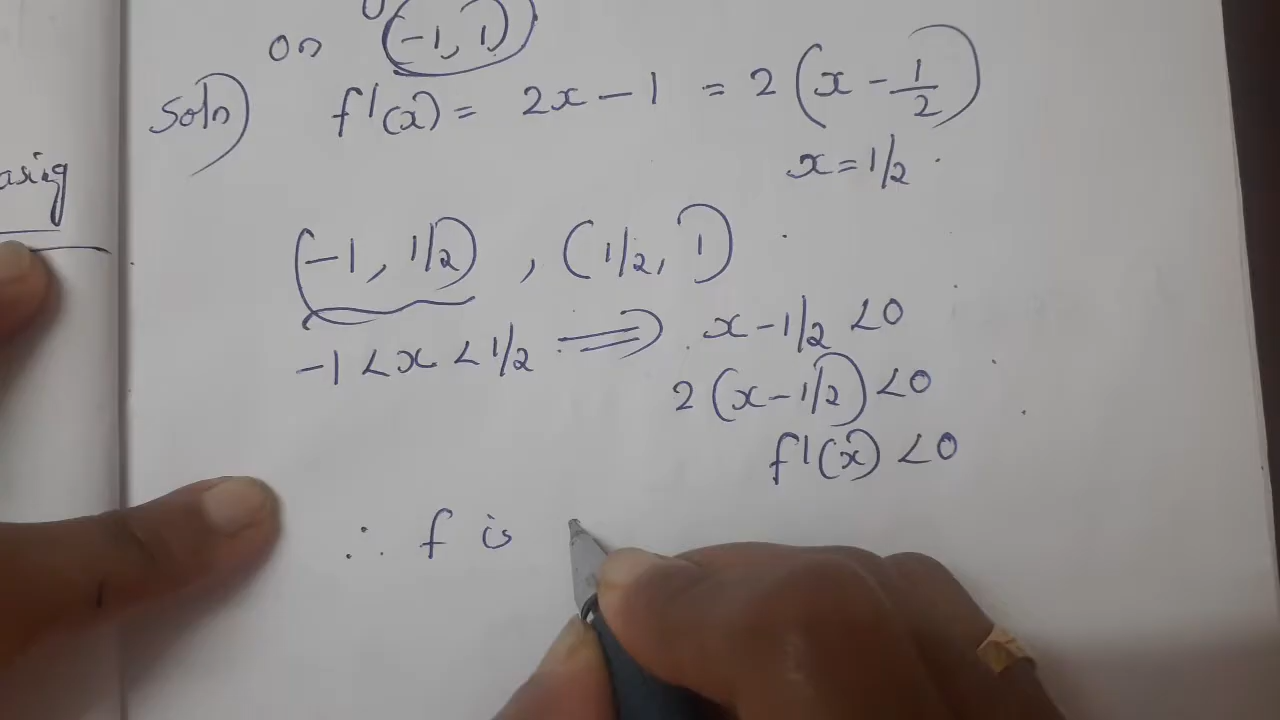 on (-1, 1)
Soln) f'(x) = 2x - 1 = 2(x - 1/2)
x = 1/2 .
asing
(-1, 1/2) , (1/2, 1)
-1 < x < 1/2 ⟹ x - 1/2 < 0
2(x - 1/2) < 0
f'(x) < 0
∴ f is